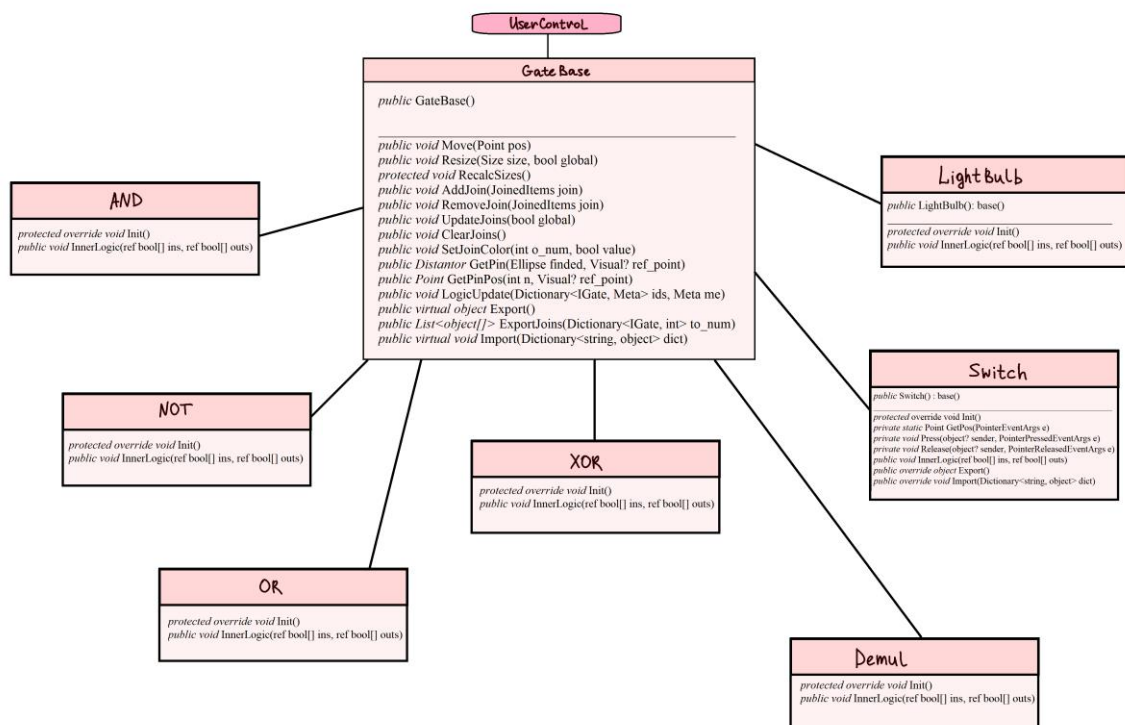 UserControl
GateBase
public GateBase()
public void Move(Point pos)
public void Resize(Size size, bool global)
protected void RecalcSizes()
public void AddJoin(JoinedItems join)
public void RemoveJoin(JoinedItems join)
public void UpdateJoins(bool global)
public void ClearJoins()
public void SetJoinColor(int o_num, bool value)
public Distantor GetPin(Ellipse finded, Visual? ref_point)
public Point GetPinPos(int n, Visual? ref_point)
public void LogicUpdate(Dictionary<IGate, Meta> ids, Meta me)
public virtual object Export()
public List<object[]> ExportJoins(Dictionary<IGate, int> to_num)
public virtual void Import(Dictionary<string, object> dict)
AND
protected override void Init()
public void InnerLogic(ref bool[] ins, ref bool[] outs)
LightBulb
public LightBulb(): base()
protected override void Init()
public void InnerLogic(ref bool[] ins, ref bool[] outs)
Switch
public Switch() : base()
protected override void Init()
private static Point GetPos(PointerEventArgs e)
private void Press(object? sender, PointerPressedEventArgs e)
private void Release(object? sender, PointerReleasedEventArgs e)
public void InnerLogic(ref bool[] ins, ref bool[] outs)
public override object Export()
public override void Import(Dictionary<string, object> dict)
NOT
protected override void Init()
public void InnerLogic(ref bool[] ins, ref bool[] outs)
XOR
protected override void Init()
public void InnerLogic(ref bool[] ins, ref bool[] outs)
OR
protected override void Init()
public void InnerLogic(ref bool[] ins, ref bool[] outs)
Demul
protected override void Init()
public void InnerLogic(ref bool[] ins, ref bool[] outs)